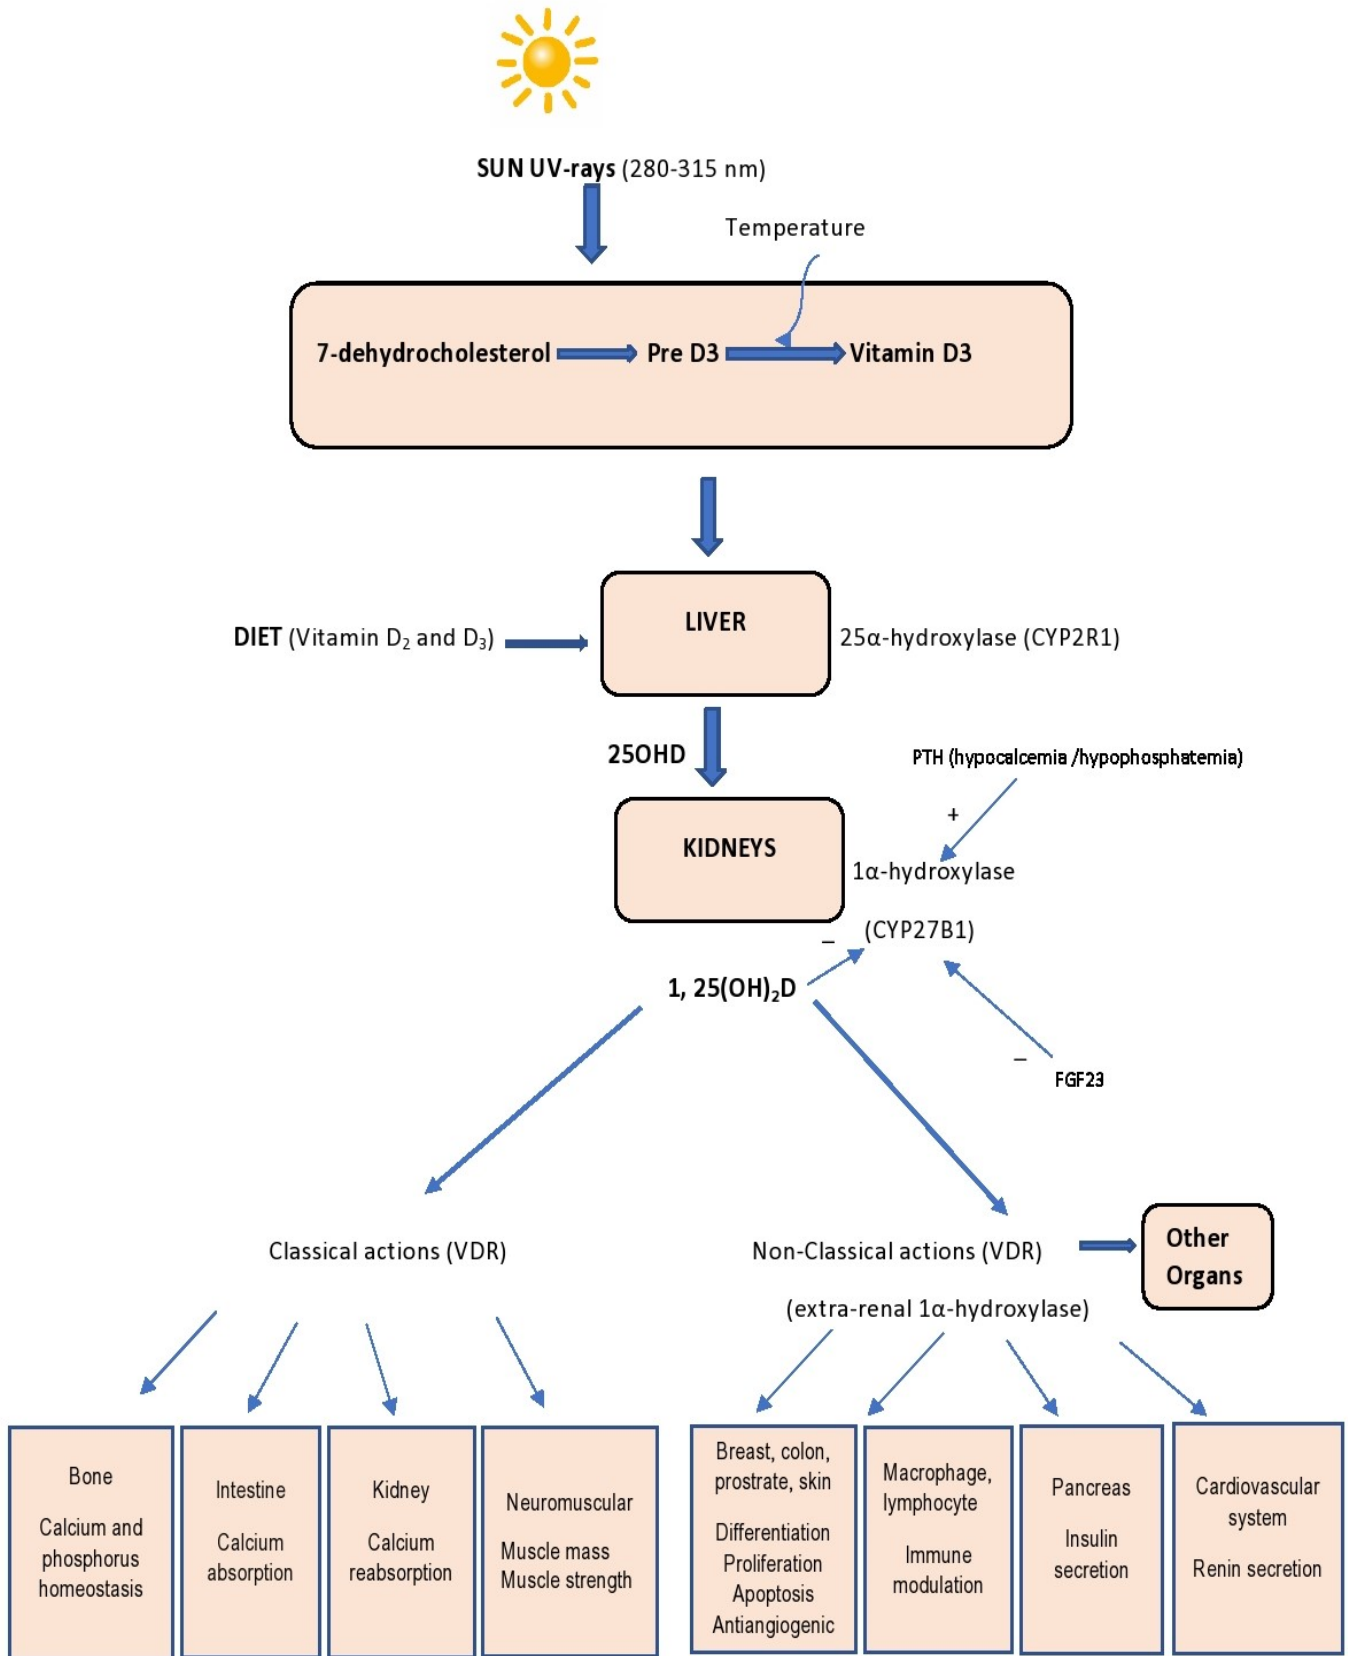 SUN UV-rays (280-315 nm)
Temperature
7-dehydrocholesterol Pre D3 Vitamin D3
LIVER
DIET (Vitamin D₂ and D₃)
25α-hydroxylase (CYP2R1)
25OHD
PTH (hypocalcemia /hypophosphatemia)
+
KIDNEYS
1α-hydroxylase
(CYP27B1)
–
1, 25(OH)₂D
–
FGF23
Classical actions (VDR)
Non-Classical actions (VDR)
(extra-renal 1α-hydroxylase)
Other
Organs
Bone
Calcium and
phosphorus
homeostasis
Intestine
Calcium
absorption
Kidney
Calcium
reabsorption
Neuromuscular
Muscle mass
Muscle strength
Breast, colon,
prostrate, skin
Differentiation
Proliferation
Apoptosis
Antiangiogenic
Macrophage,
lymphocyte
Immune
modulation
Pancreas
Insulin
secretion
Cardiovascular
system
Renin secretion